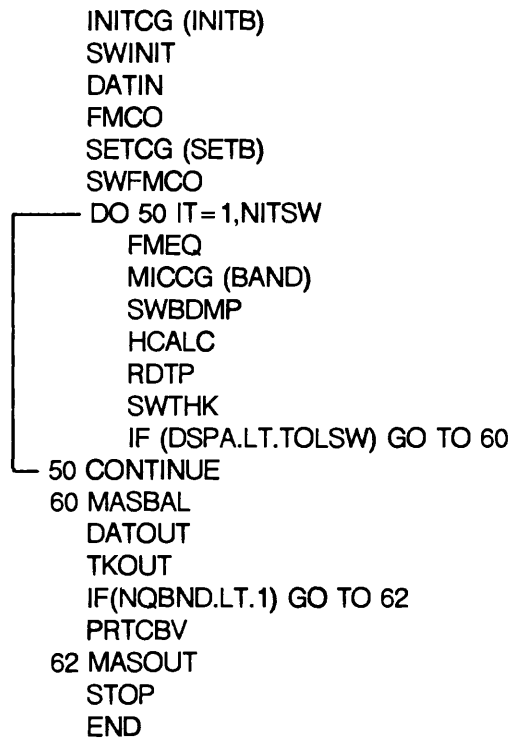 INITCG (INITB)
SWINIT
DATIN
FMCO
SETCG (SETB)
SWFMCO
DO 50 IT=1,NITSW
FMEQ
MICCG (BAND)
SWBDMP
HCALC
RDTP
SWTHK
IF (DSPA.LT.TOLSW) GO TO 60
50 CONTINUE
60 MASBAL
DATOUT
TKOUT
IF(NQBND.LT.1) GO TO 62
PRTCBV
62 MASOUT
STOP
END